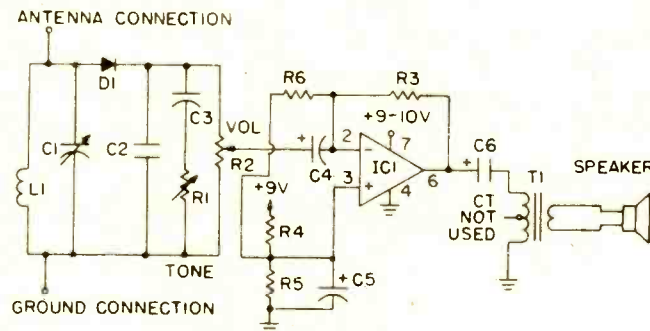 ANTENNA CONNECTION
D1
C1
C2
C3
L1
R1
TONE
VOL
R2
GROUND CONNECTION
R6
R3
+9-10V
+
C4
2
-
7
IC1
3
+
4
6
+9V
R4
R5
+
C5
+
C6
T1
CT
NOT
USED
SPEAKER